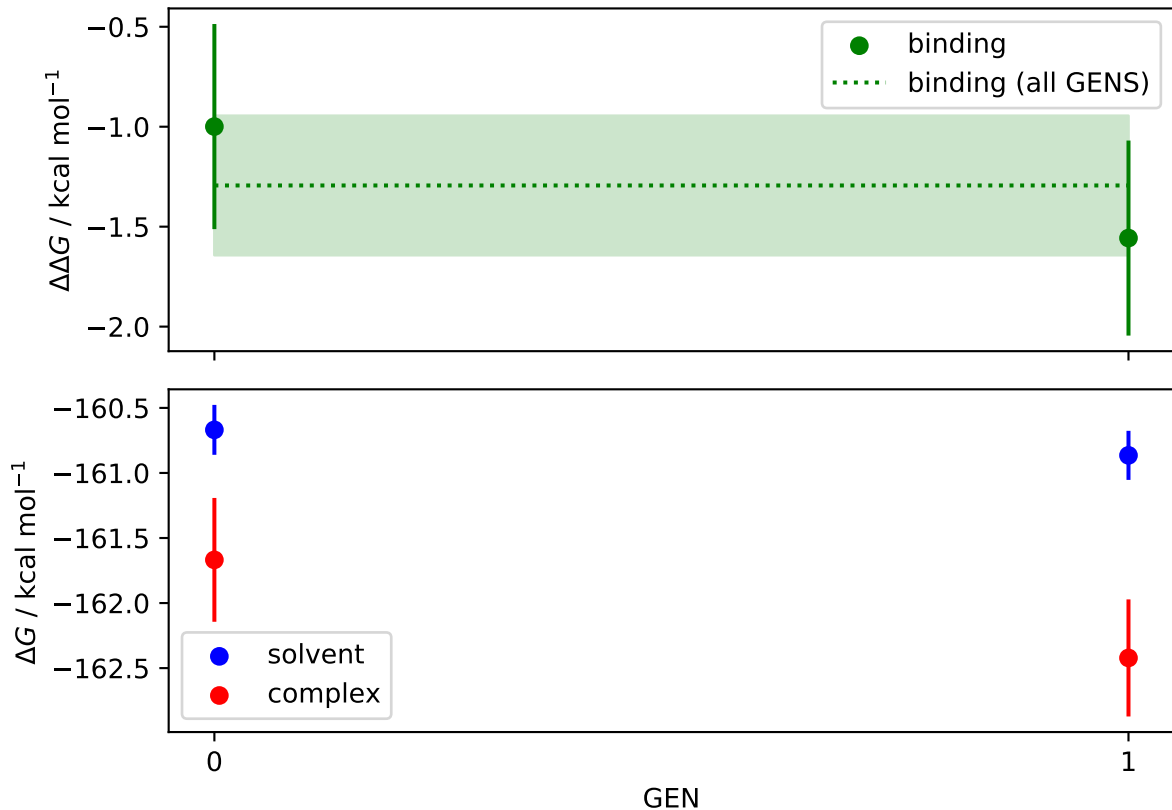 −0.5
−1.0
−1.5
−2.0
ΔΔG / kcal mol⁻¹
binding
binding (all GENS)
−160.5
−161.0
−161.5
−162.0
−162.5
ΔG / kcal mol⁻¹
solvent
complex
0
1
GEN